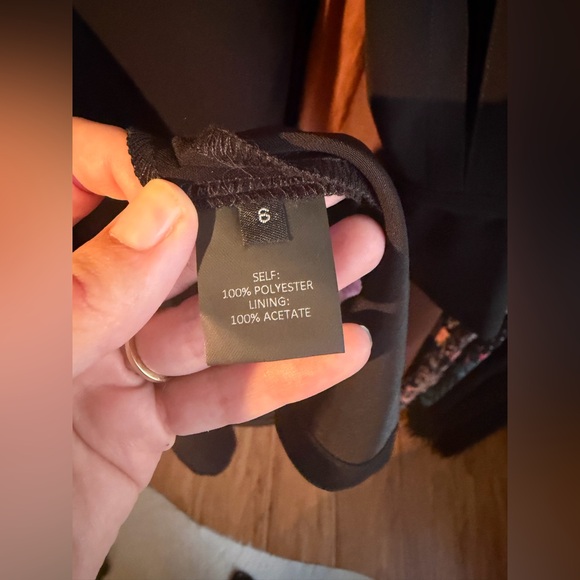 6
SELF:
100% POLYESTER
LINING:
100% ACETATE